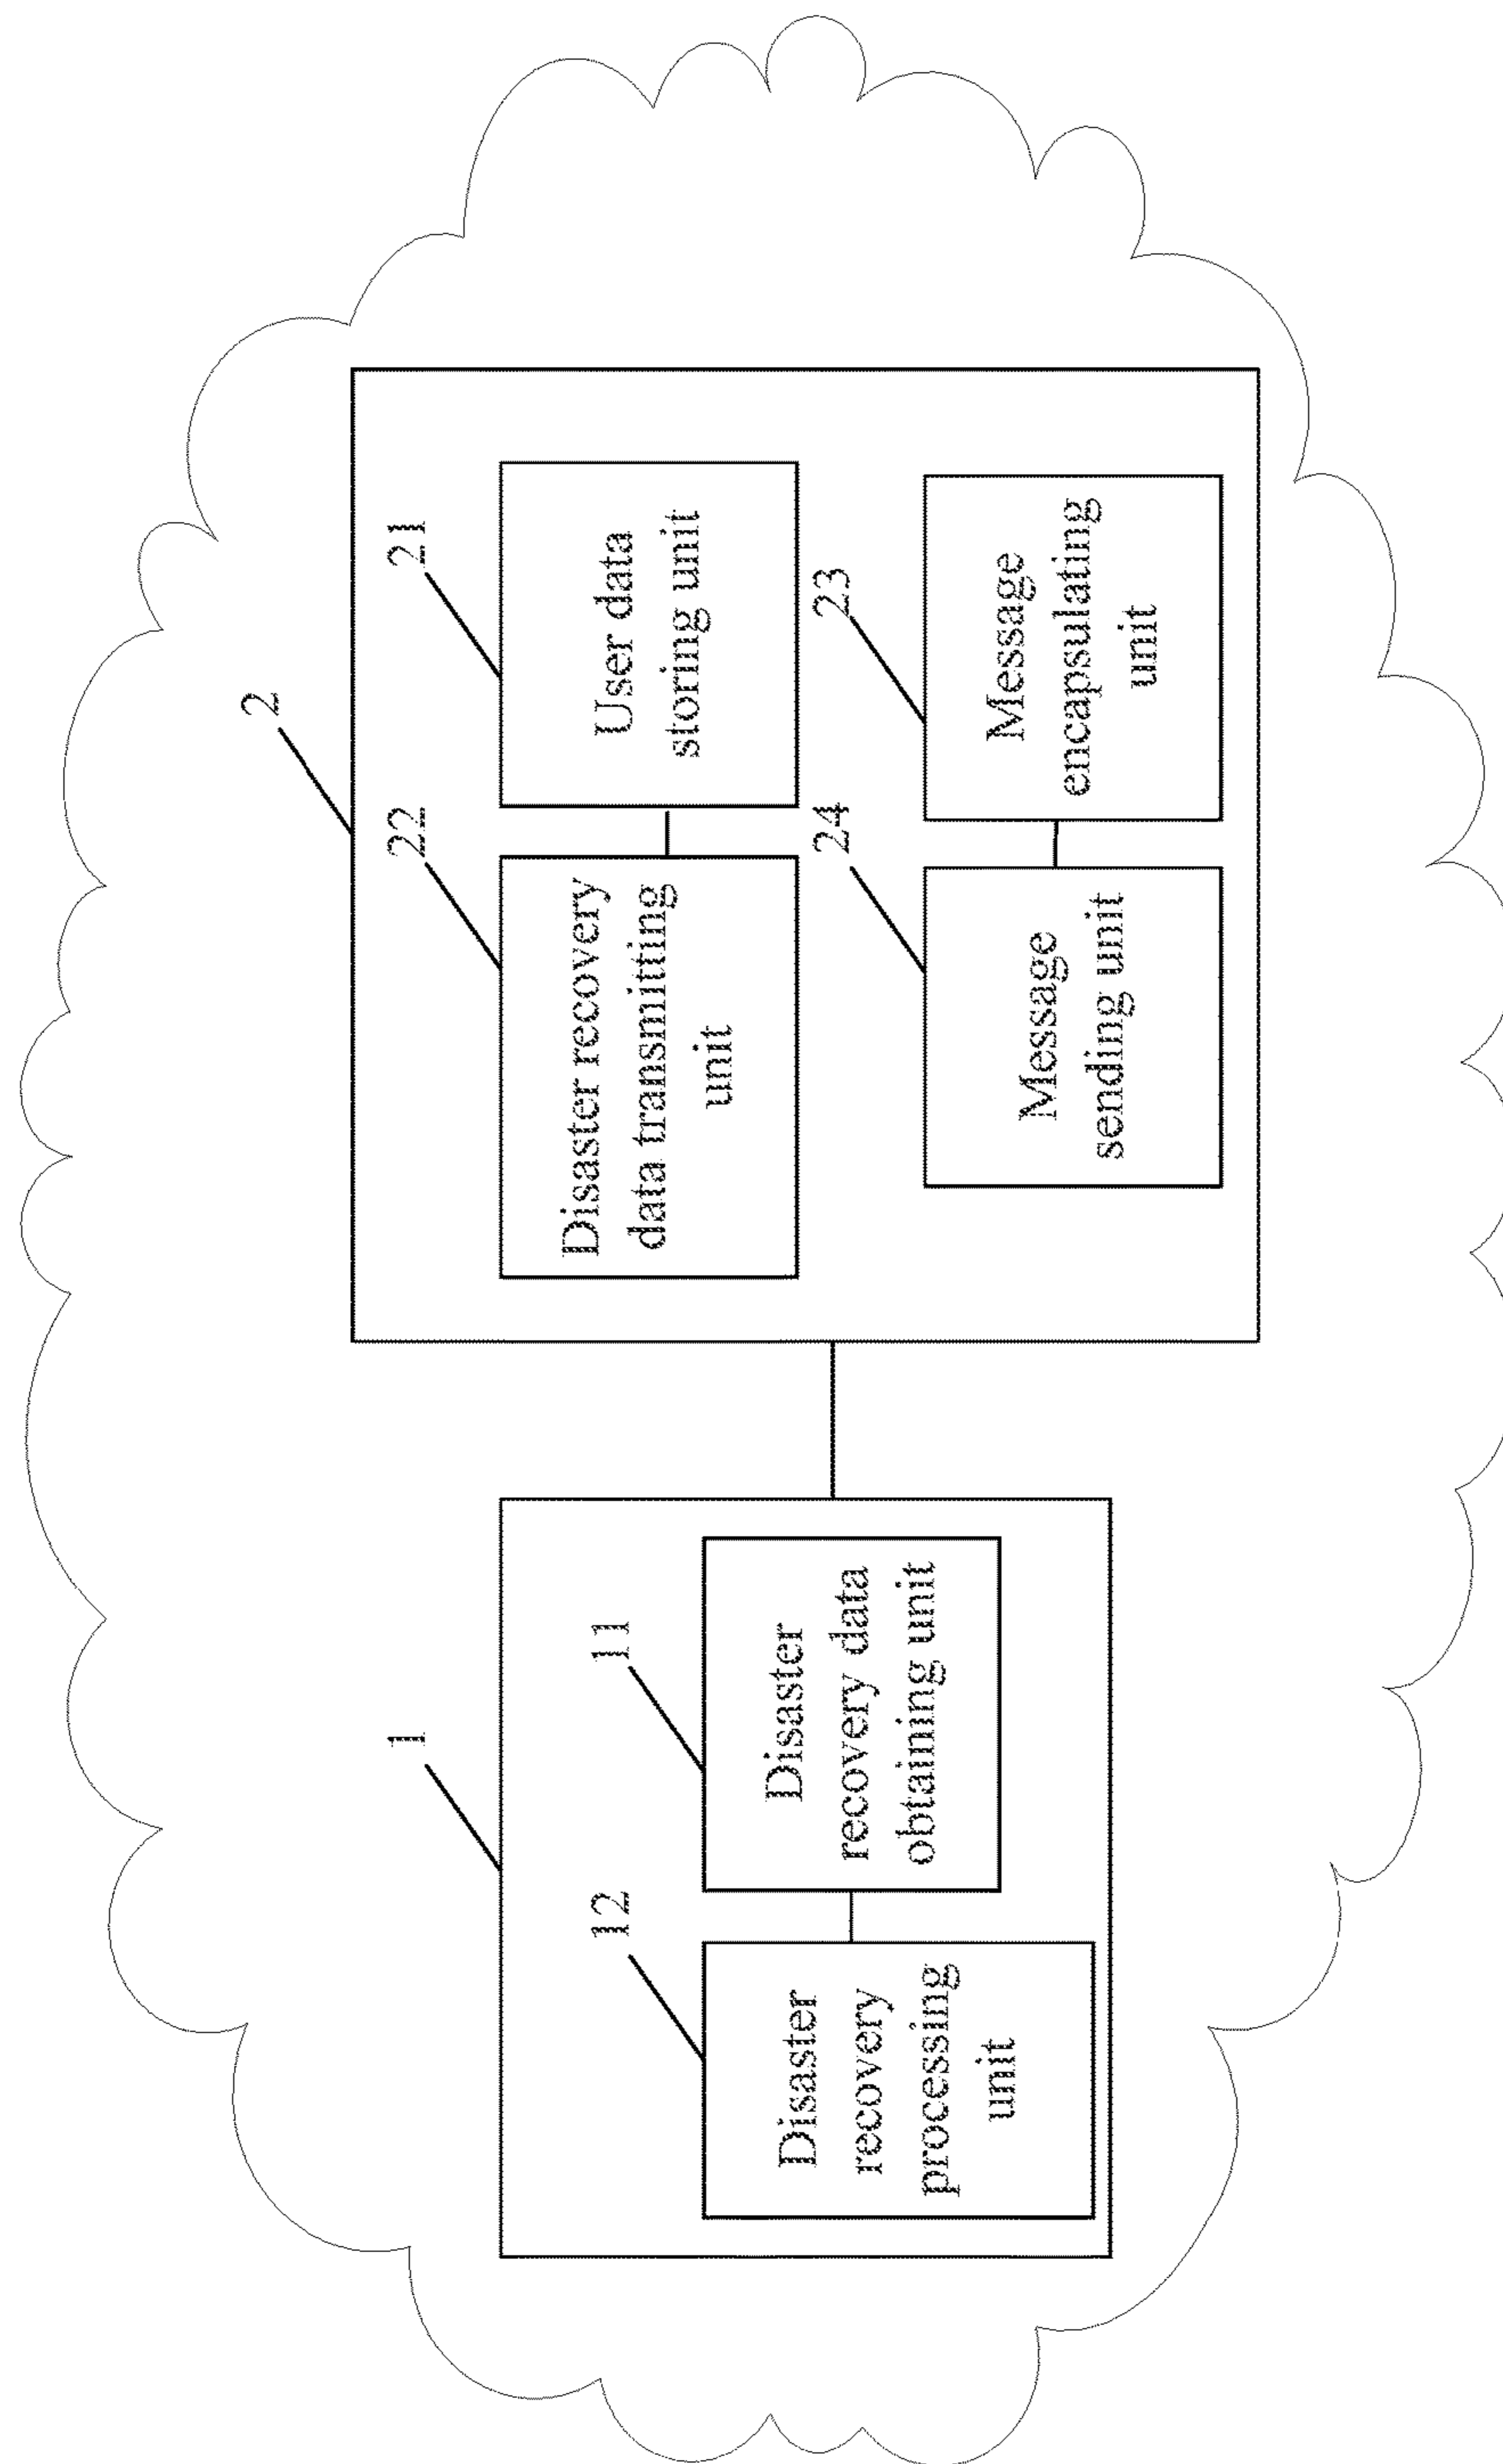 2
1
22
21
Disaster recovery
data transmitting
unit
User data
storing unit
12
11
Disaster
recovery
processing
unit
Disaster
recovery data
obtaining unit
24
23
Message
sending unit
Message
encapsulating
unit